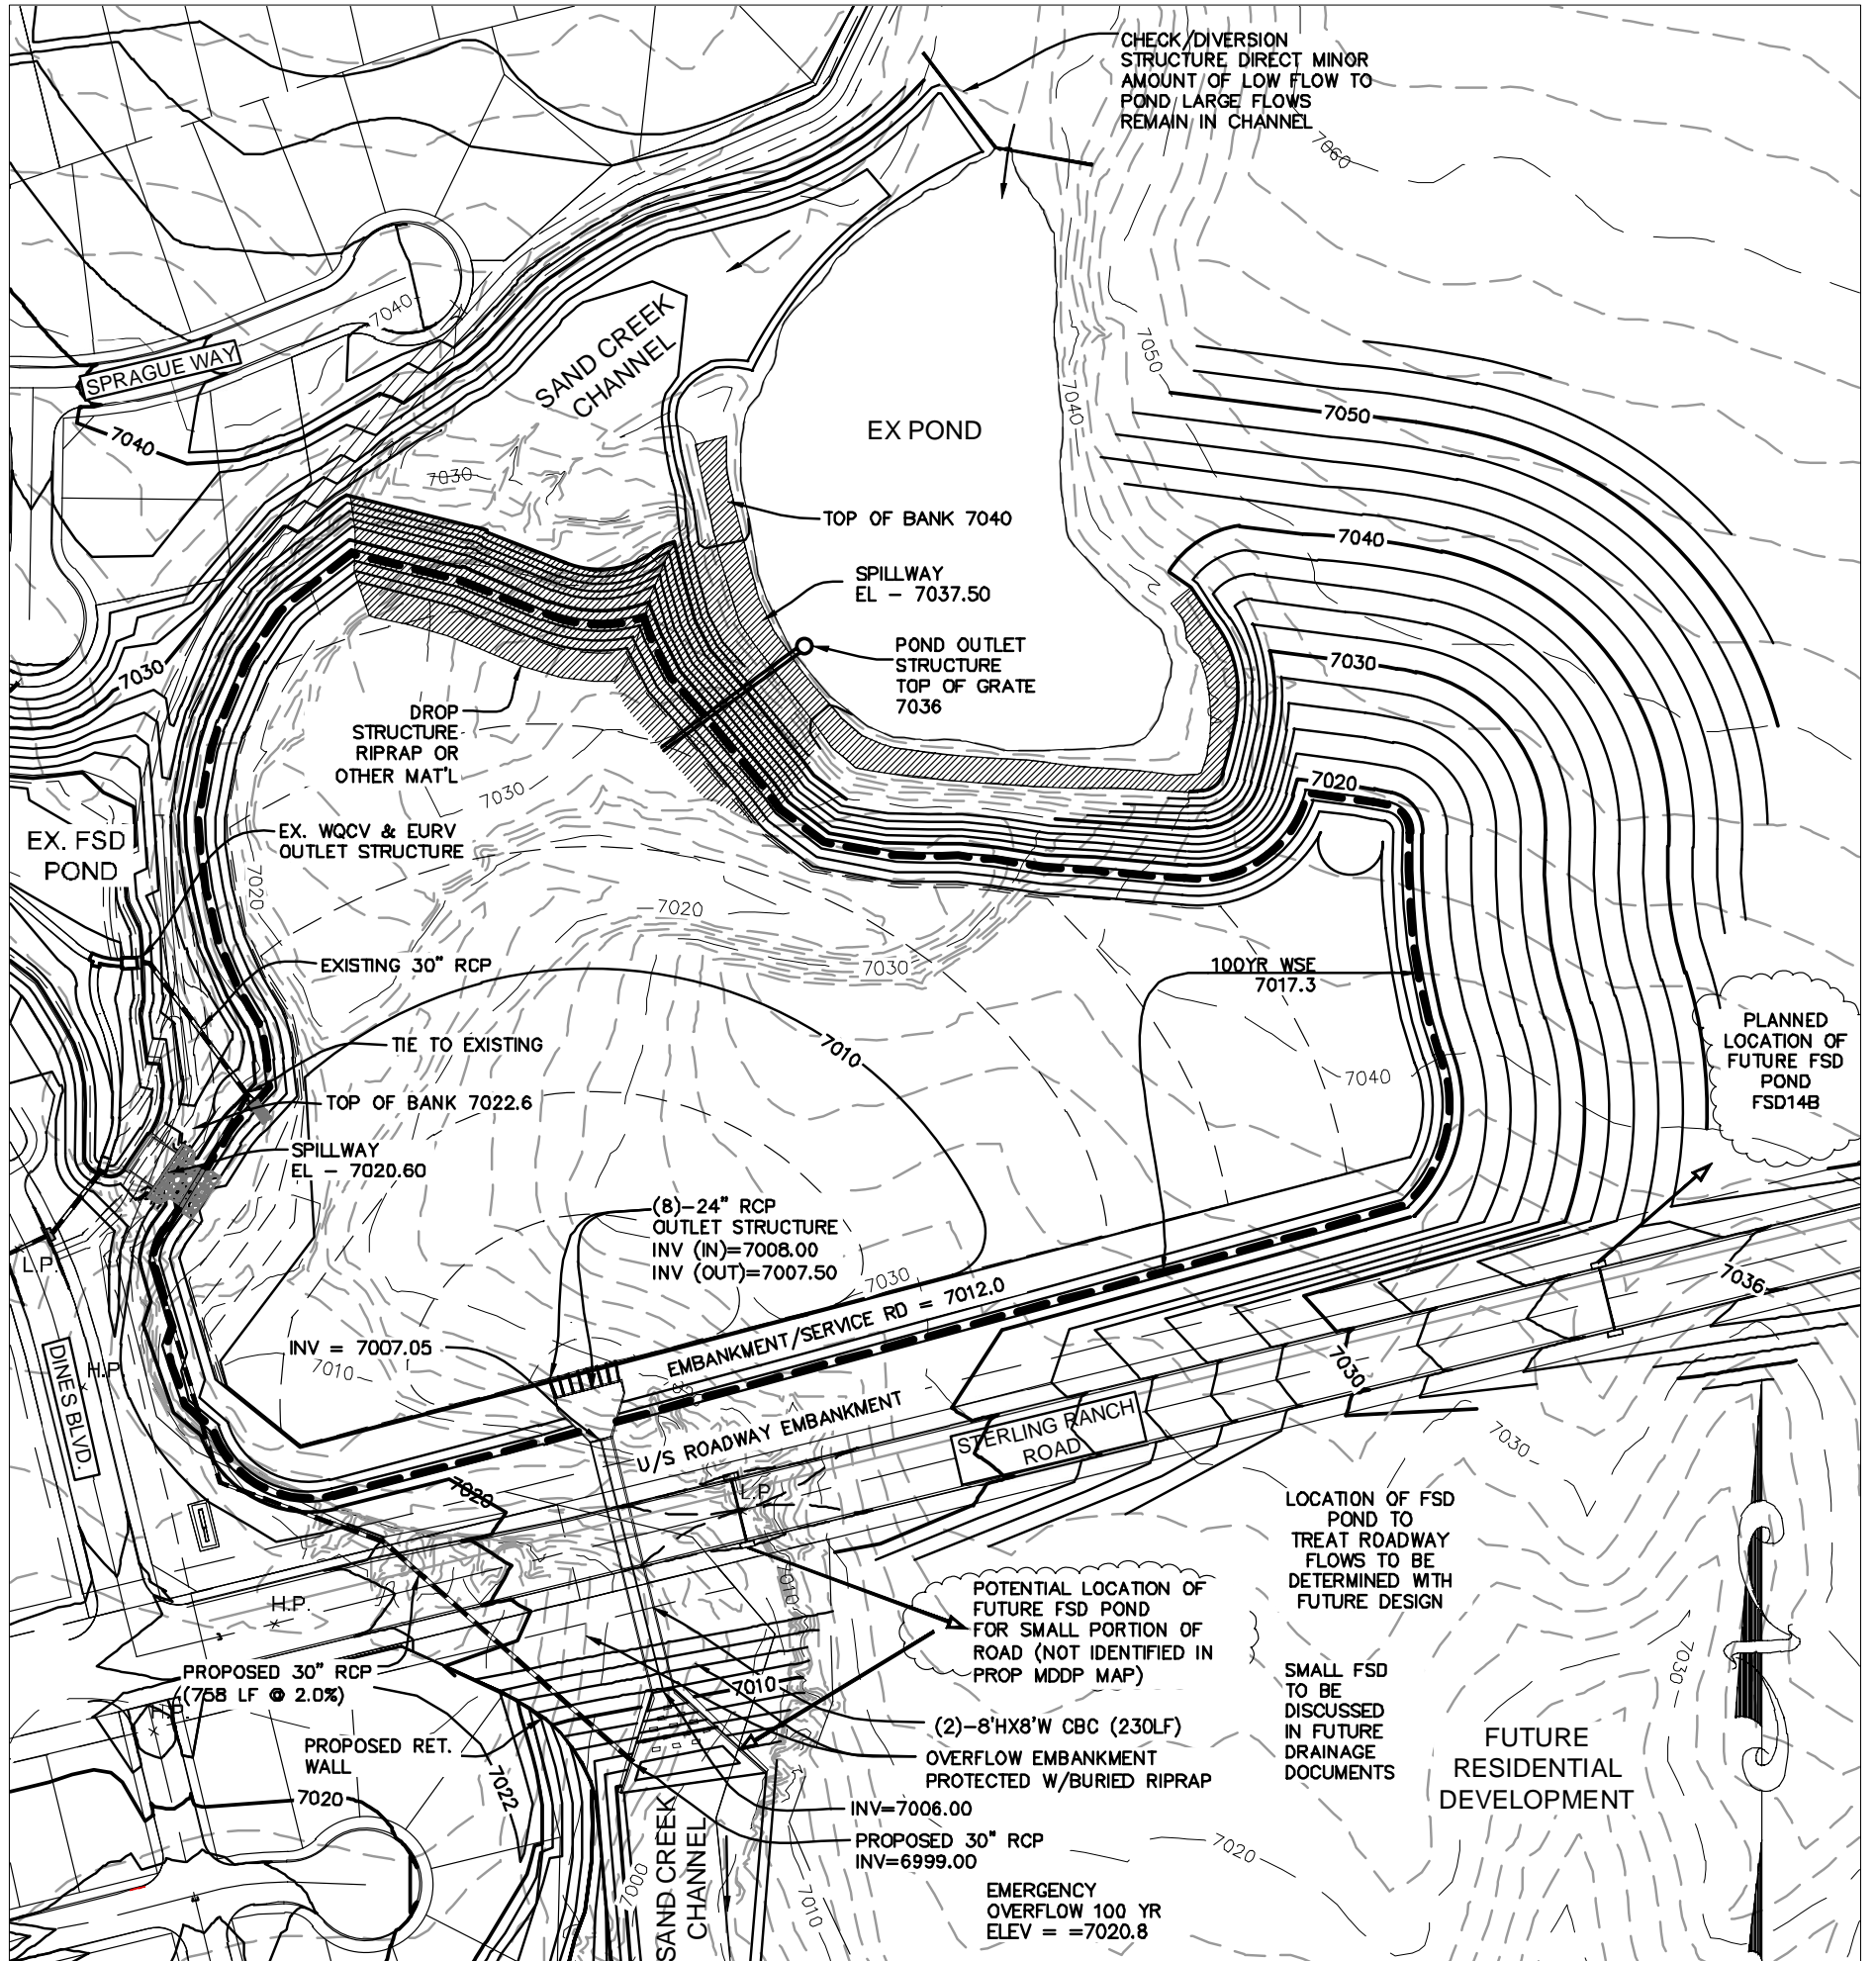 CHECK/DIVERSION
STRUCTURE DIRECT MINOR
AMOUNT OF LOW FLOW TO
POND LARGE FLOWS
REMAIN IN CHANNEL
7060
7040
SPRAGUE WAY
7040
SAND CREEK
CHANNEL
7030
EX POND
7050
7040
7050
TOP OF BANK 7040
7040
SPILLWAY
EL - 7037.50
POND OUTLET
STRUCTURE
TOP OF GRATE
7036
7030
7030
DROP
STRUCTURE
RIPRAP OR
OTHER MAT'L
7030
7020
EX. FSD
POND
EX. WQCV & EURV
OUTLET STRUCTURE
7020
7020
7030
EXISTING 30" RCP
100YR WSE
7017.3
PLANNED
LOCATION OF
FUTURE FSD
POND
FSD14B
TIE TO EXISTING
7010
7040
TOP OF BANK 7022.6
SPILLWAY
EL - 7020.60
(8)-24" RCP
OUTLET STRUCTURE
INV (IN)=7008.00
INV (OUT)=7007.50
L.P.
7030
EMBANKMENT/SERVICE RD = 7012.0
7036
INV = 7007.05
7010
DINES BLVD.
H.P.
7030
U/S ROADWAY EMBANKMENT
STERLING RANCH
ROAD
7030
7020
L.P.
LOCATION OF FSD
POND TO
TREAT ROADWAY
FLOWS TO BE
DETERMINED WITH
FUTURE DESIGN
7010
POTENTIAL LOCATION OF
FUTURE FSD POND
FOR SMALL PORTION OF
ROAD (NOT IDENTIFIED IN
PROP MDDP MAP)
H.P.
PROPOSED 30" RCP
(758 LF @ 2.0%)
H.P.
7010
7030
SMALL FSD
TO BE
DISCUSSED
IN FUTURE
DRAINAGE
DOCUMENTS
(2)-8'HX8'W CBC (230LF)
OVERFLOW EMBANKMENT
PROTECTED W/BURIED RIPRAP
PROPOSED RET.
WALL
7022
7020
FUTURE
RESIDENTIAL
DEVELOPMENT
INV=7006.00
PROPOSED 30" RCP
INV=6999.00
SAND CREEK
CHANNEL
7000
7010
7020
EMERGENCY
OVERFLOW 100 YR
ELEV = =7020.8